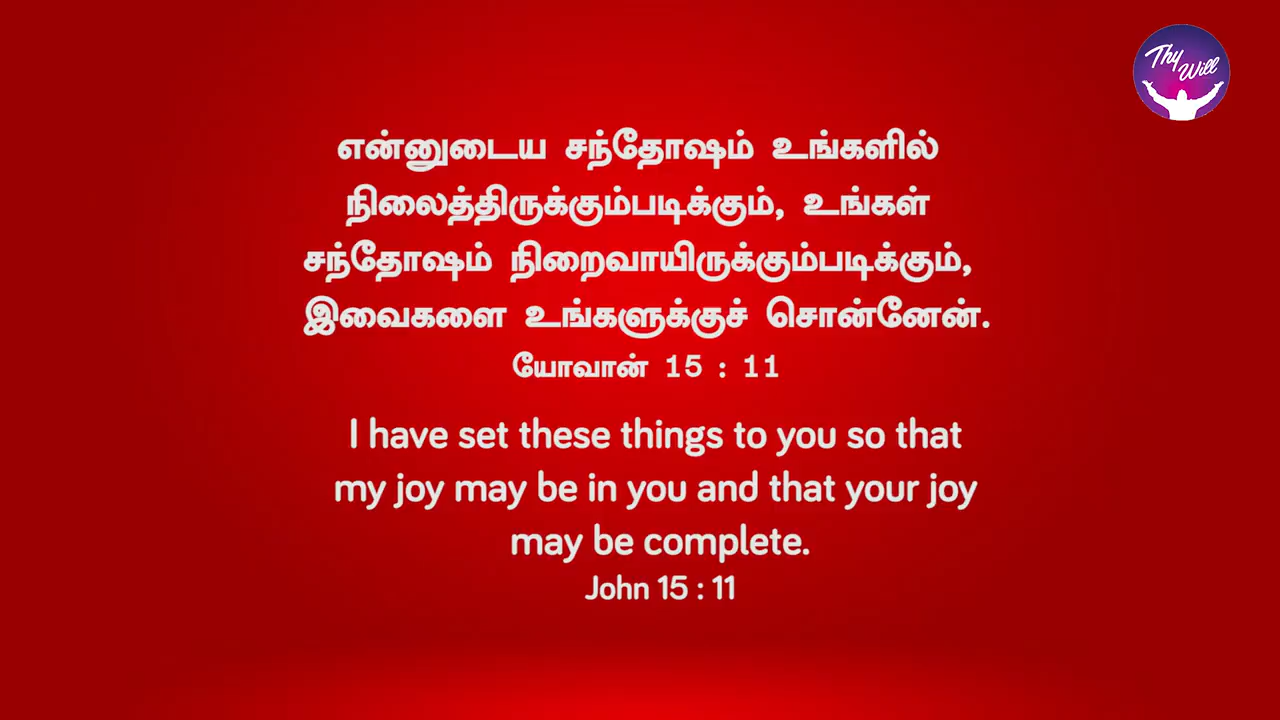 Thy Will
என்னுடைய சந்தோஷம் உங்களில்
நிலைத்திருக்கும்படிக்கும், உங்கள்
சந்தோஷம் நிறைவாயிருக்கும்படிக்கும்,
இவைகளை உங்களுக்குச் சொன்னேன்.
யோவான் 15 : 11
I have set these things to you so that
my joy may be in you and that your joy
may be complete.
John 15 : 11